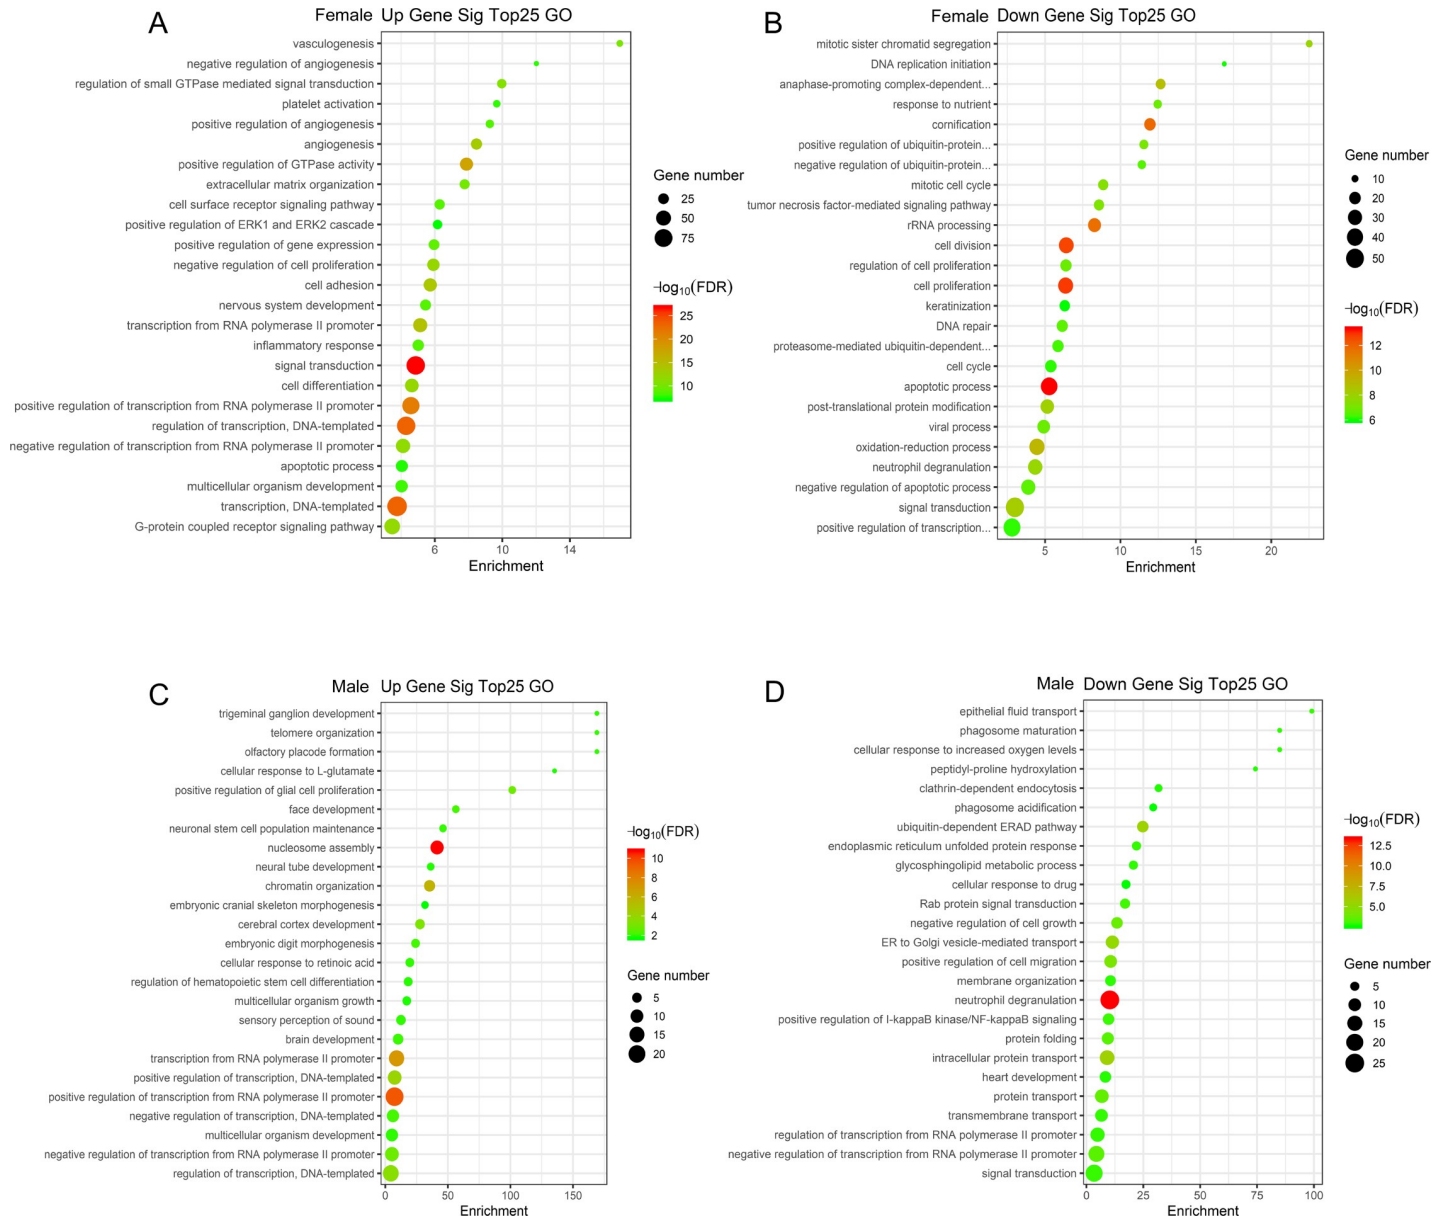 A
Female Up Gene Sig Top25 GO
vasculogenesis
negative regulation of angiogenesis
regulation of small GTPase mediated signal transduction
platelet activation
positive regulation of angiogenesis
angiogenesis
positive regulation of GTPase activity
extracellular matrix organization
cell surface receptor signaling pathway
positive regulation of ERK1 and ERK2 cascade
positive regulation of gene expression
negative regulation of cell proliferation
cell adhesion
nervous system development
transcription from RNA polymerase II promoter
inflammatory response
signal transduction
cell differentiation
positive regulation of transcription from RNA polymerase II promoter
regulation of transcription, DNA-templated
negative regulation of transcription from RNA polymerase II promoter
apoptotic process
multicellular organism development
transcription, DNA-templated
G-protein coupled receptor signaling pathway
6 10 14
Enrichment
Gene number
25
50
75
−log10(FDR)
25
20
15
10
B
Female Down Gene Sig Top25 GO
mitotic sister chromatid segregation
DNA replication initiation
anaphase-promoting complex-dependent...
response to nutrient
cornification
positive regulation of ubiquitin-protein...
negative regulation of ubiquitin-protein...
mitotic cell cycle
tumor necrosis factor-mediated signaling pathway
rRNA processing
cell division
regulation of cell proliferation
cell proliferation
keratinization
DNA repair
proteasome-mediated ubiquitin-dependent...
cell cycle
apoptotic process
post-translational protein modification
viral process
oxidation-reduction process
neutrophil degranulation
negative regulation of apoptotic process
signal transduction
positive regulation of transcription...
5 10 15 20
Enrichment
Gene number
10
20
30
40
50
−log10(FDR)
12
10
8
6
C
Male Up Gene Sig Top25 GO
trigeminal ganglion development
telomere organization
olfactory placode formation
cellular response to L-glutamate
positive regulation of glial cell proliferation
face development
neuronal stem cell population maintenance
nucleosome assembly
neural tube development
chromatin organization
embryonic cranial skeleton morphogenesis
cerebral cortex development
embryonic digit morphogenesis
cellular response to retinoic acid
regulation of hematopoietic stem cell differentiation
multicellular organism growth
sensory perception of sound
brain development
transcription from RNA polymerase II promoter
positive regulation of transcription, DNA-templated
positive regulation of transcription from RNA polymerase II promoter
negative regulation of transcription, DNA-templated
multicellular organism development
negative regulation of transcription from RNA polymerase II promoter
regulation of transcription, DNA-templated
0 50 100 150
Enrichment
−log10(FDR)
10
8
6
4
2
Gene number
5
10
15
20
D
Male Down Gene Sig Top25 GO
epithelial fluid transport
phagosome maturation
cellular response to increased oxygen levels
peptidyl-proline hydroxylation
clathrin-dependent endocytosis
phagosome acidification
ubiquitin-dependent ERAD pathway
endoplasmic reticulum unfolded protein response
glycosphingolipid metabolic process
cellular response to drug
Rab protein signal transduction
negative regulation of cell growth
ER to Golgi vesicle-mediated transport
positive regulation of cell migration
membrane organization
neutrophil degranulation
positive regulation of I-kappaB kinase/NF-kappaB signaling
protein folding
intracellular protein transport
heart development
protein transport
transmembrane transport
regulation of transcription from RNA polymerase II promoter
negative regulation of transcription from RNA polymerase II promoter
signal transduction
0 25 50 75 100
Enrichment
−log10(FDR)
12.5
10.0
7.5
5.0
Gene number
5
10
15
20
25